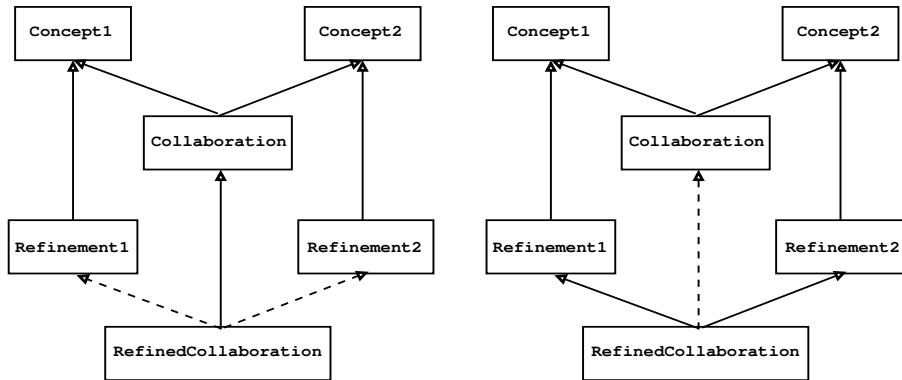 Concept1
Concept2
Collaboration
Refinement1
Refinement2
RefinedCollaboration
Concept1
Concept2
Collaboration
Refinement1
Refinement2
RefinedCollaboration